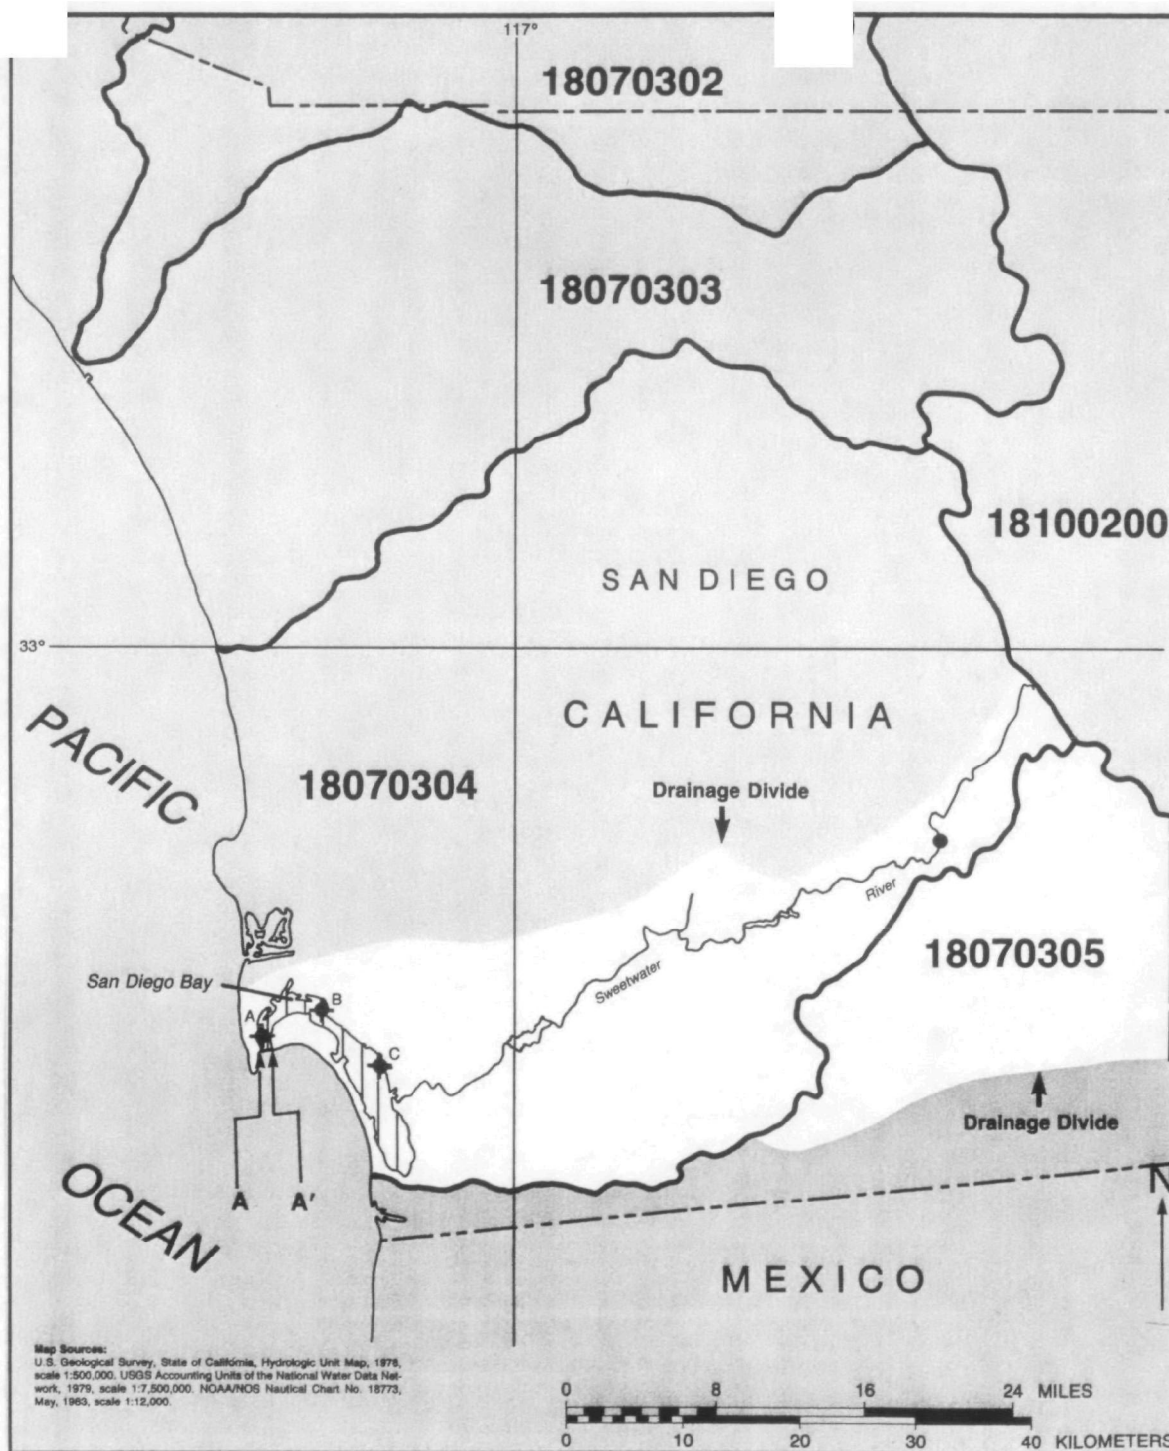 117°
18070302
18070303
18100200
SAN DIEGO
33°
CALIFORNIA
PACIFIC
18070304
Drainage Divide
River
18070305
San Diego Bay
Sweetwater
A
B
C
Drainage Divide
A
A'
OCEAN
N
MEXICO
Map Sources:
U.S. Geological Survey, State of California, Hydrologic Unit Map, 1978,
scale 1:500,000. USGS Accounting Units of the National Water Data Net-
work, 1979, scale 1:7,500,000. NOAA/NOS Nautical Chart No. 18773,
May, 1983, scale 1:12,000.
0 8 16 24 MILES
0 10 20 30 40 KILOMETERS